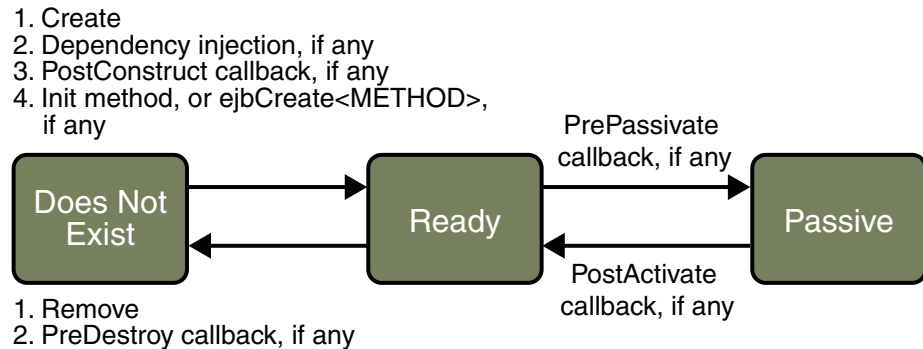 1. Create
2. Dependency injection, if any
3. PostConstruct callback, if any
4. Init method, or ejbCreate<METHOD>,
if any
PrePassivate
callback, if any
Does Not
Exist
Ready
Passive
PostActivate
callback, if any
1. Remove
2. PreDestroy callback, if any